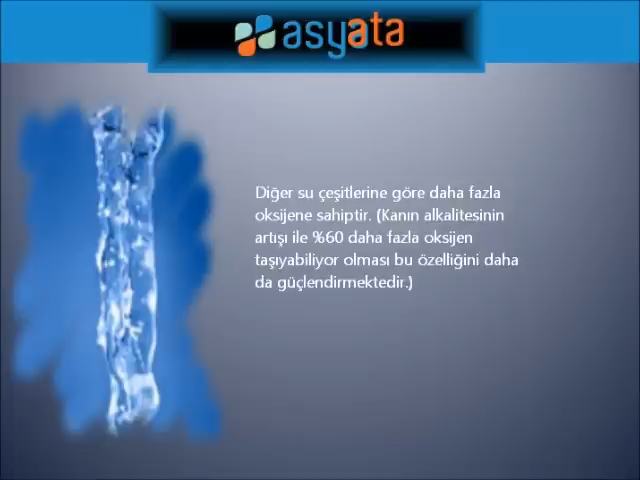 asyata
Diğer su çeşitlerine göre daha fazla
oksijene sahiptir. (Kanın alkalitesinin
artışı ile %60 daha fazla oksijen
taşıyabiliyor olması bu özelliğini daha
da güçlendirmektedir.)